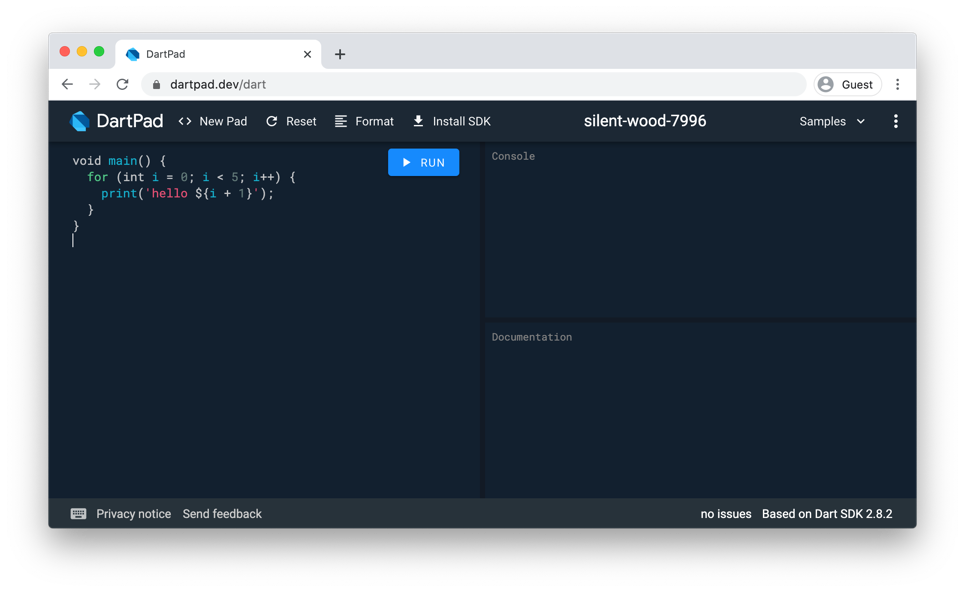 DartPad
dartpad.dev/dart
Guest
DartPad
<> New Pad
Reset
Format
Install SDK
silent-wood-7996
Samples
void main() {
  for (int i = 0; i < 5; i++) {
    print('hello ${i + 1}');
  }
}
RUN
Console
Documentation
Privacy notice
Send feedback
no issues
Based on Dart SDK 2.8.2